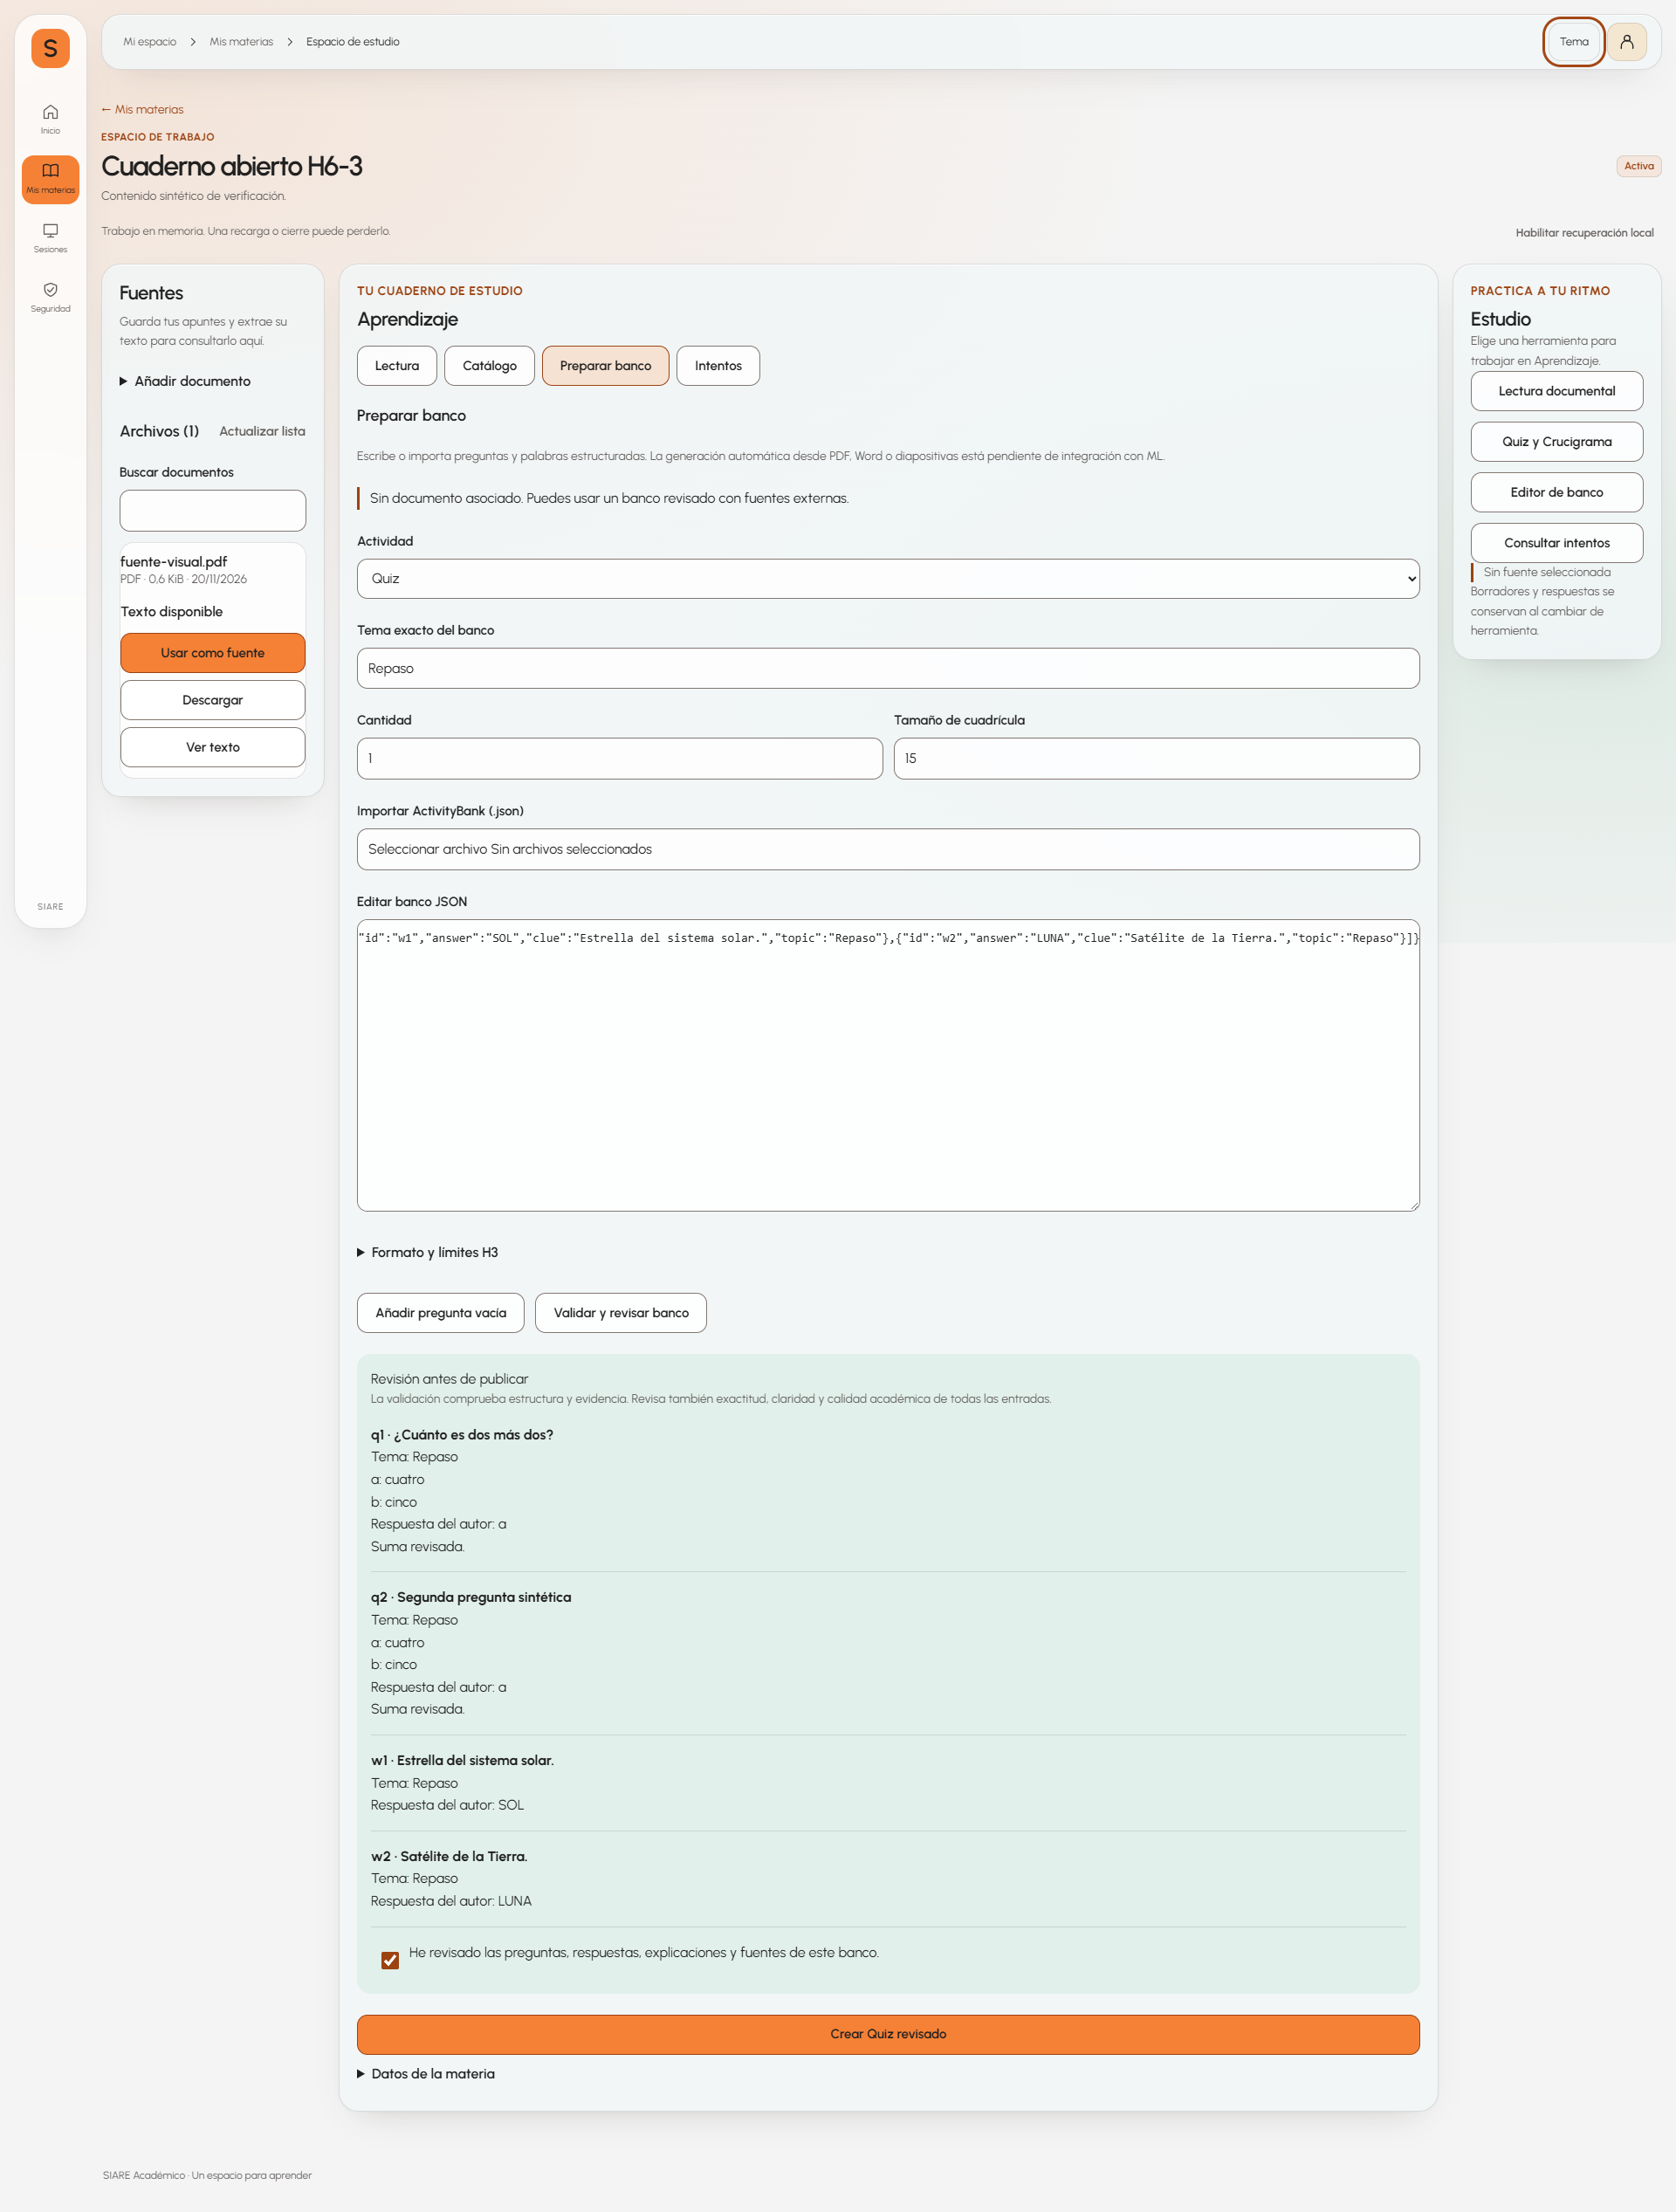 S
Inicio
Mis materias
Sesiones
Seguridad
SIARE
Mi espacio > Mis materias > Espacio de estudio
Tema
← Mis materias
ESPACIO DE TRABAJO
Cuaderno abierto H6-3
Activa
Contenido sintético de verificación.
Trabajo en memoria. Una recarga o cierre puede perderlo.
Habilitar recuperación local
Fuentes
Guarda tus apuntes y extrae su
texto para consultarlo aquí.
▶ Añadir documento
Archivos (1)
Actualizar lista
Buscar documentos
fuente-visual.pdf
PDF · 0,6 KiB · 20/11/2026
Texto disponible
Usar como fuente
Descargar
Ver texto
TU CUADERNO DE ESTUDIO
Aprendizaje
Lectura
Catálogo
Preparar banco
Intentos
Preparar banco
Escribe o importa preguntas y palabras estructuradas. La generación automática desde PDF, Word o diapositivas está pendiente de integración con ML.
Sin documento asociado. Puedes usar un banco revisado con fuentes externas.
Actividad
Quiz
Tema exacto del banco
Repaso
Cantidad
1
Tamaño de cuadrícula
15
Importar ActivityBank (.json)
Seleccionar archivo Sin archivos seleccionados
Editar banco JSON
"id":"w1","answer":"SOL","clue":"Estrella del sistema solar.","topic":"Repaso"},{"id":"w2","answer":"LUNA","clue":"Satélite de la Tierra.","topic":"Repaso"}]}
▶ Formato y límites H3
Añadir pregunta vacía
Validar y revisar banco
Revisión antes de publicar
La validación comprueba estructura y evidencia. Revisa también exactitud, claridad y calidad académica de todas las entradas.
q1 · ¿Cuánto es dos más dos?
Tema: Repaso
a: cuatro
b: cinco
Respuesta del autor: a
Suma revisada.
q2 · Segunda pregunta sintética
Tema: Repaso
a: cuatro
b: cinco
Respuesta del autor: a
Suma revisada.
w1 · Estrella del sistema solar.
Tema: Repaso
Respuesta del autor: SOL
w2 · Satélite de la Tierra.
Tema: Repaso
Respuesta del autor: LUNA
He revisado las preguntas, respuestas, explicaciones y fuentes de este banco.
Crear Quiz revisado
▶ Datos de la materia
PRACTICA A TU RITMO
Estudio
Elige una herramienta para
trabajar en Aprendizaje.
Lectura documental
Quiz y Crucigrama
Editor de banco
Consultar intentos
Sin fuente seleccionada
Borradores y respuestas se
conservan al cambiar de
herramienta.
SIARE Académico · Un espacio para aprender